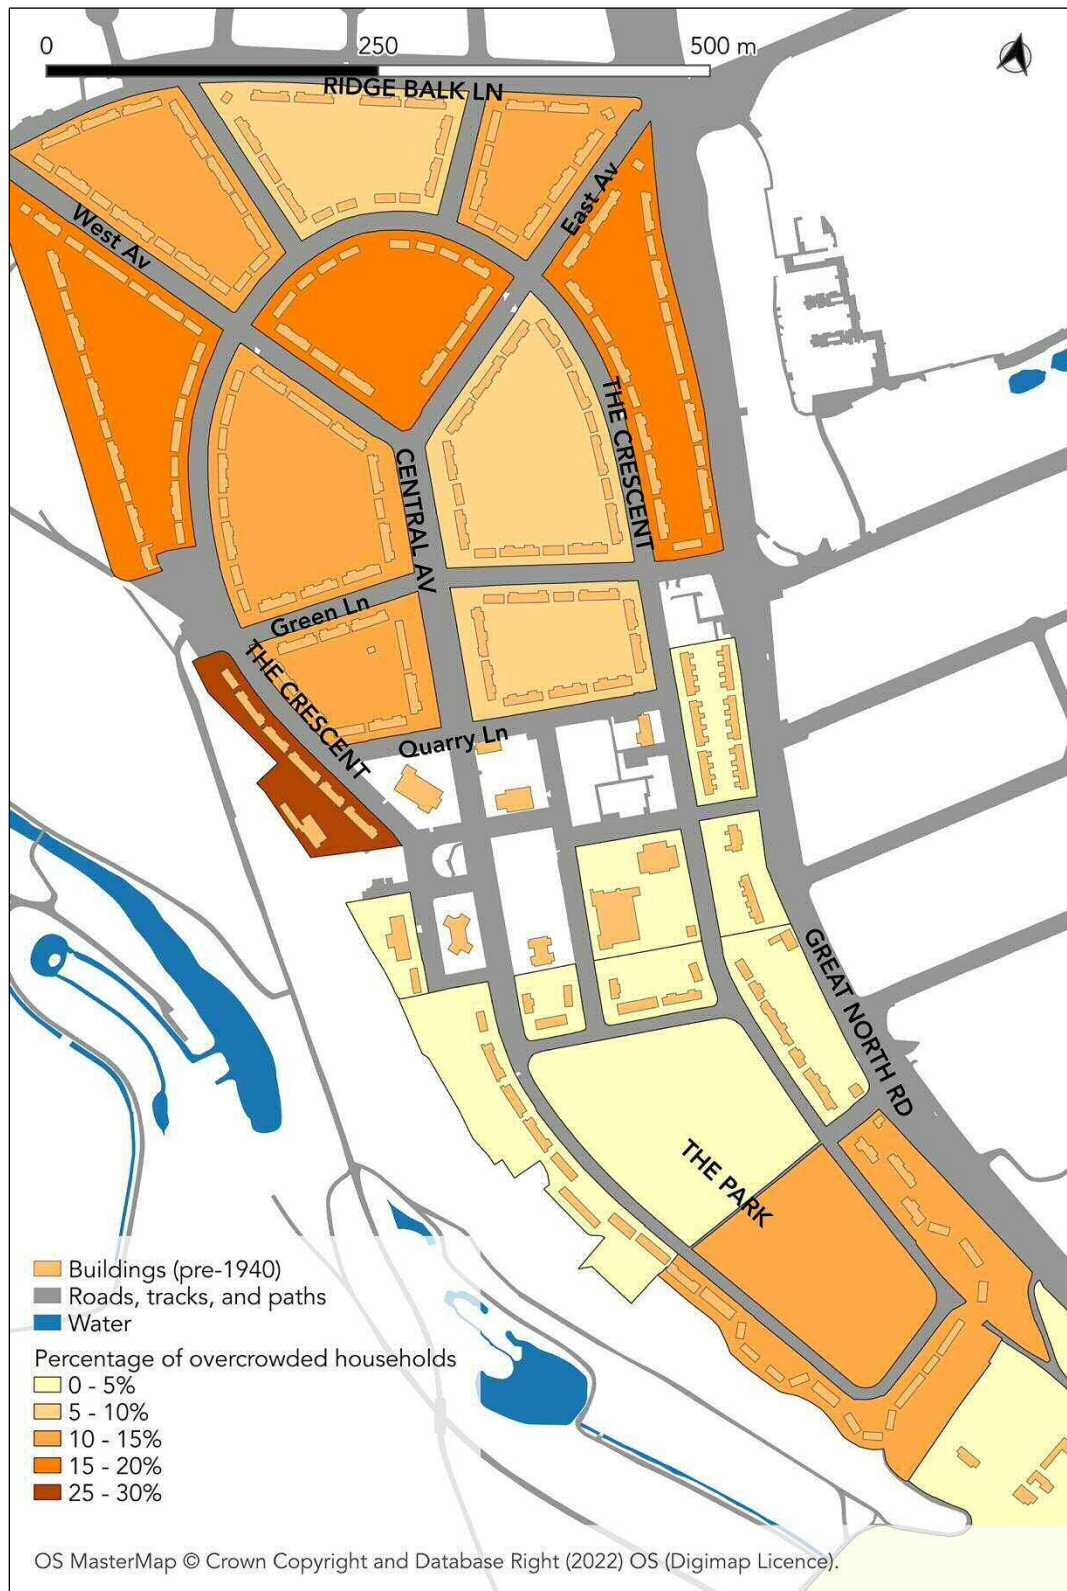 0 250 500 m
RIDGE BALK LN
West Av
East Av
THE CRESCENT
CENTRAL AV
Green Ln
THE CRESCENT
Quarry Ln
GREAT NORTH RD
THE PARK
Buildings (pre-1940)
Roads, tracks, and paths
Water
Percentage of overcrowded households
0 - 5%
5 - 10%
10 - 15%
15 - 20%
25 - 30%
OS MasterMap © Crown Copyright and Database Right (2022) OS (Digimap Licence).